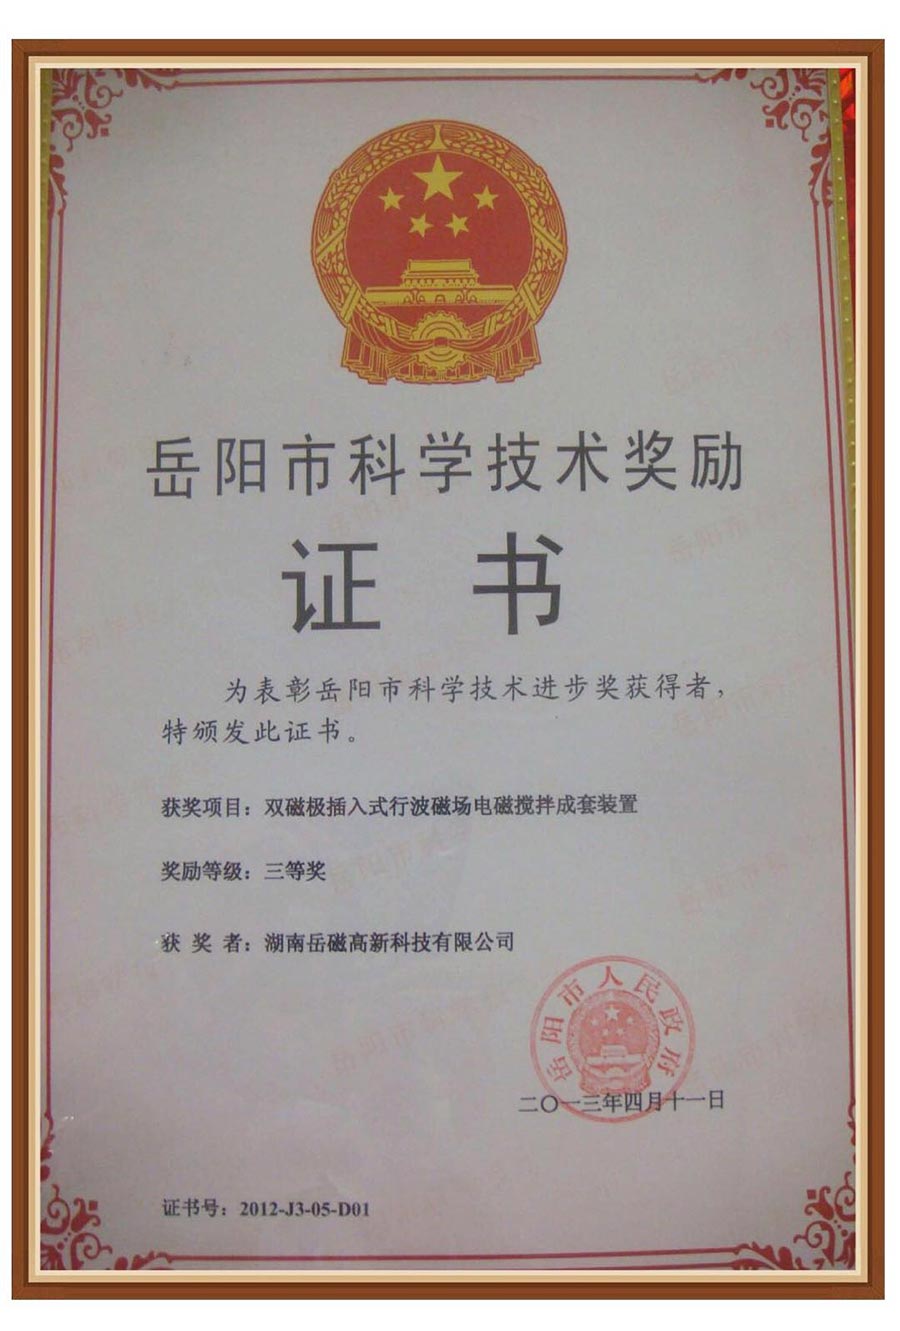 岳阳市科学技术奖励
证书
为表彰岳阳市科学技术进步奖获得者，
特颁发此证书。
获奖项目：双磁极插入式行波磁场电磁搅拌成套装置
奖励等级：三等奖
获 奖 者：湖南岳磁高新科技有限公司
岳阳市人民政府
二〇一三年四月十一日
证书号：2012-J3-05-D01